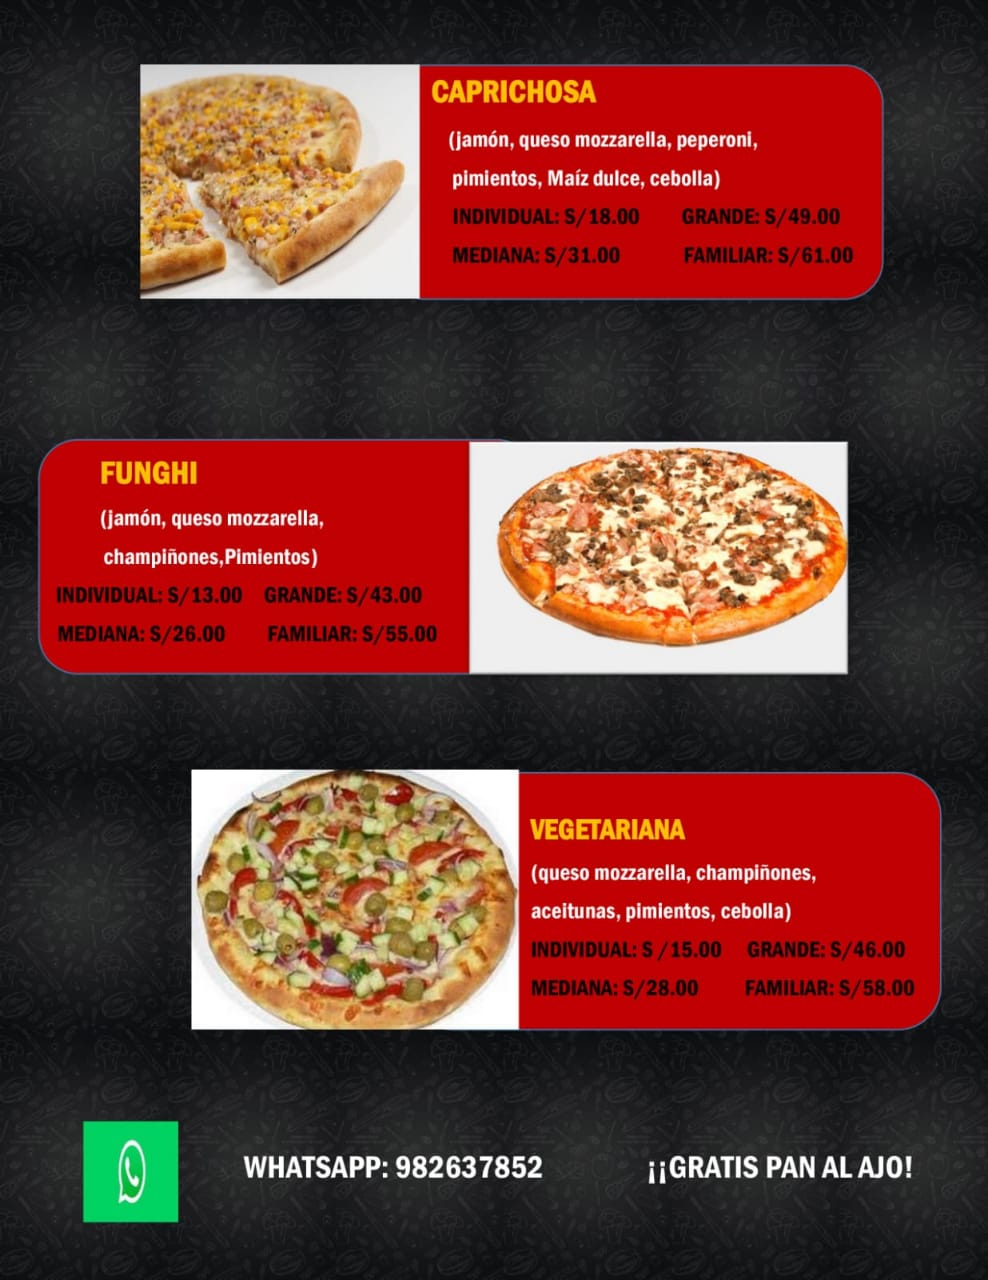 CAPRICHOSA
(jamón, queso mozzarella, peperoni,
pimientos, Maíz dulce, cebolla)
INDIVIDUAL: S/18.00 GRANDE: S/49.00
MEDIANA: S/31.00 FAMILIAR: S/61.00
FUNGHI
(jamón, queso mozzarella,
champiñones,Pimientos)
INDIVIDUAL: S/13.00 GRANDE: S/43.00
MEDIANA: S/26.00 FAMILIAR: S/55.00
VEGETARIANA
(queso mozzarella, champiñones,
aceitunas, pimientos, cebolla)
INDIVIDUAL: S /15.00 GRANDE: S/46.00
MEDIANA: S/28.00 FAMILIAR: S/58.00
WHATSAPP: 982637852 ¡¡GRATIS PAN AL AJO!